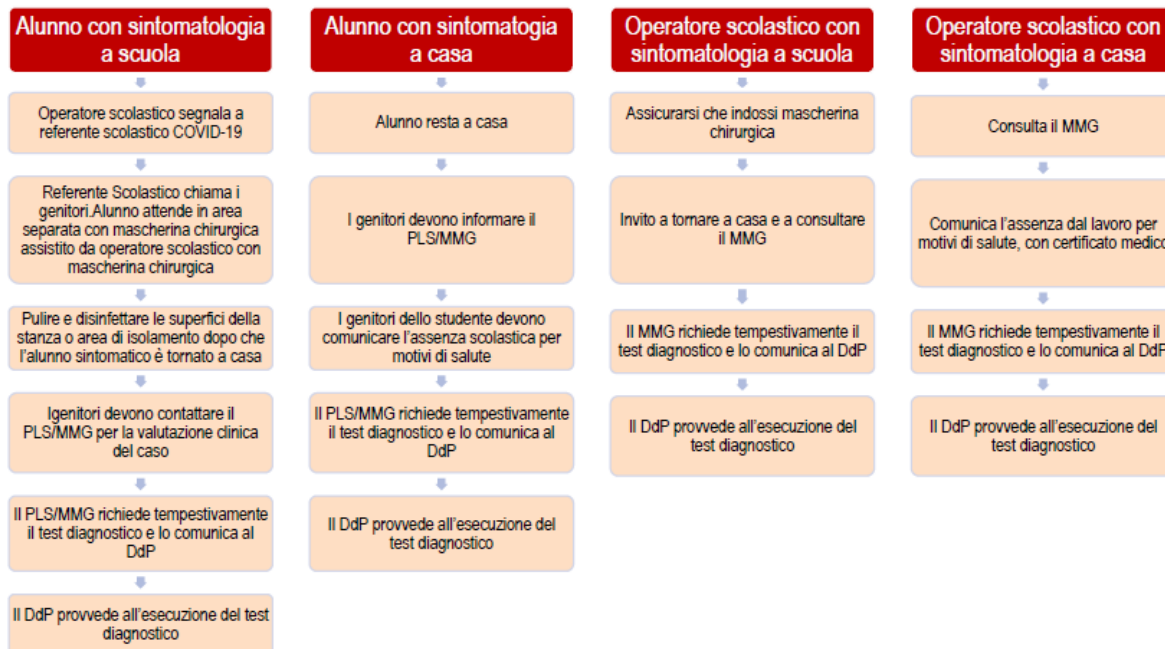 Alunno con sintomatologia
a scuola
Operatore scolastico segnala a
referente scolastico COVID-19
Referente Scolastico chiama i
genitori.Alunno attende in area
separata con mascherina chirurgica
assistito da operatore scolastico con
mascherina chirurgica
Pulire e disinfettare le superfici della
stanza o area di isolamento dopo che
l'alunno sintomatico è tornato a casa
Igenitori devono contattare il
PLS/MMG per la valutazione clinica
del caso
Il PLS/MMG richiede tempestivamente
il test diagnostico e lo comunica al
DdP
Il DdP provvede all'esecuzione del test
diagnostico
Alunno con sintomatogia
a casa
Alunno resta a casa
I genitori devono informare il
PLS/MMG
I genitori dello studente devono
comunicare l'assenza scolastica per
motivi di salute
Il PLS/MMG richiede tempestivamente
il test diagnostico e lo comunica al
DdP
Il DdP provvede all'esecuzione del
test diagnostico
Operatore scolastico con
sintomatologia a scuola
Assicurarsi che indossi mascherina
chirurgica
Invito a tornare a casa e a consultare
il MMG
Il MMG richiede tempestivamente il
test diagnostico e lo comunica al DdP
Il DdP provvede all'esecuzione del
test diagnostico
Operatore scolastico con
sintomatologia a casa
Consulta il MMG
Comunica l'assenza dal lavoro per
motivi di salute, con certificato medico
Il MMG richiede tempestivamente il
test diagnostico e lo comunica al DdP
Il DdP provvede all'esecuzione del
test diagnostico